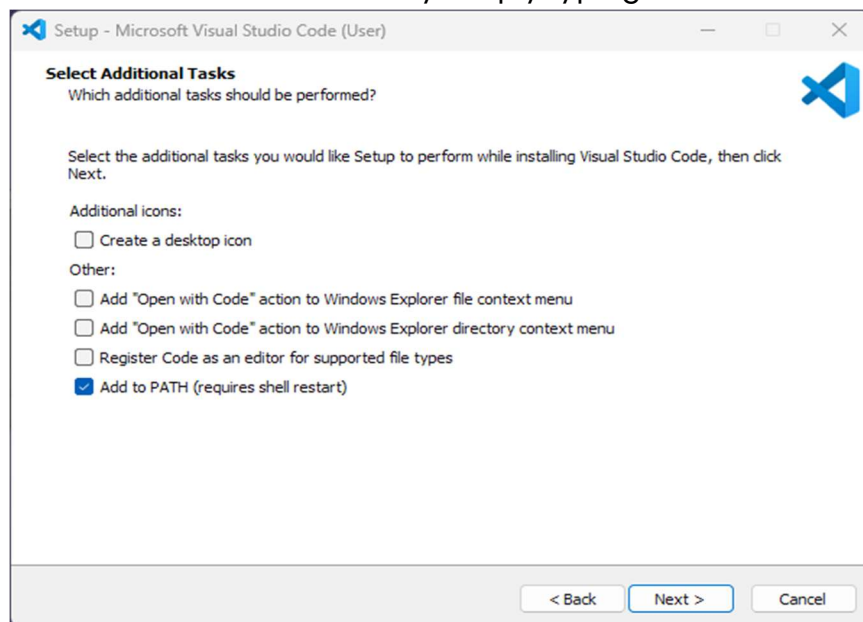 Setup - Microsoft Visual Studio Code (User)
Select Additional Tasks
Which additional tasks should be performed?
Select the additional tasks you would like Setup to perform while installing Visual Studio Code, then click
Next.
Additional icons:
Create a desktop icon
Other:
Add "Open with Code" action to Windows Explorer file context menu
Add "Open with Code" action to Windows Explorer directory context menu
Register Code as an editor for supported file types
Add to PATH (requires shell restart)
< Back Next > Cancel